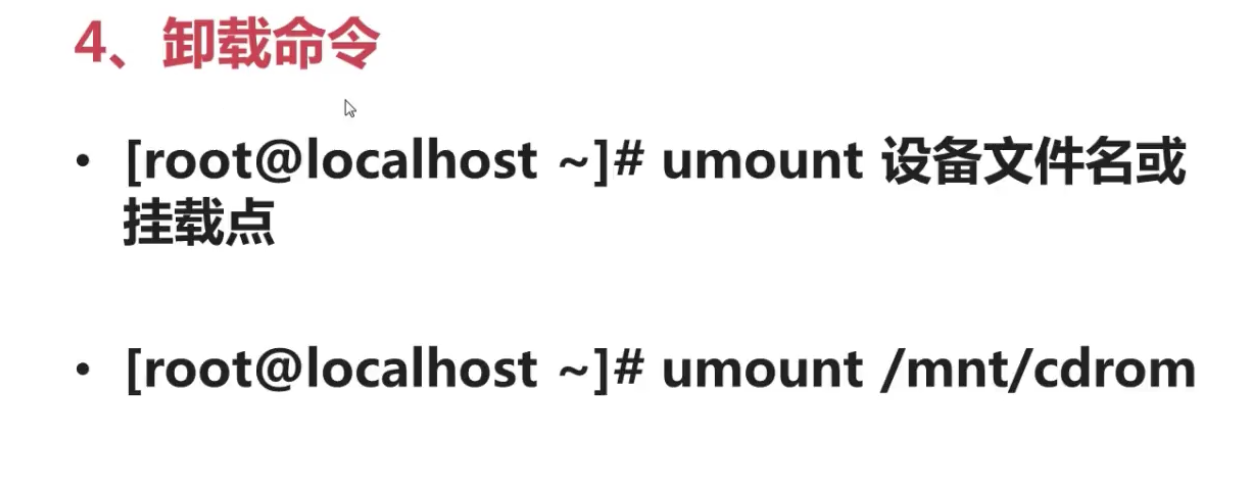 4、卸载命令
• [root@localhost ~]# umount 设备文件名或
挂载点
• [root@localhost ~]# umount /mnt/cdrom